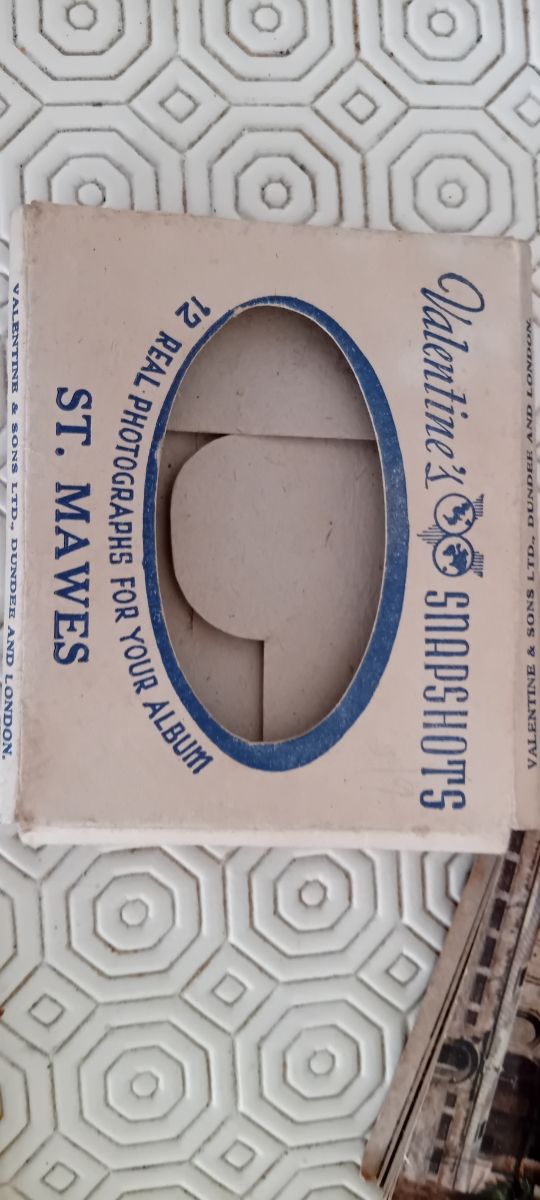 VALENTINE & SONS LTD., DUNDEE AND LONDON.
Valentine's SNAPSHOTS
12 REAL PHOTOGRAPHS FOR YOUR ALBUM
ST. MAWES
VALENTINE & SONS LTD., DUNDEE AND LONDON.